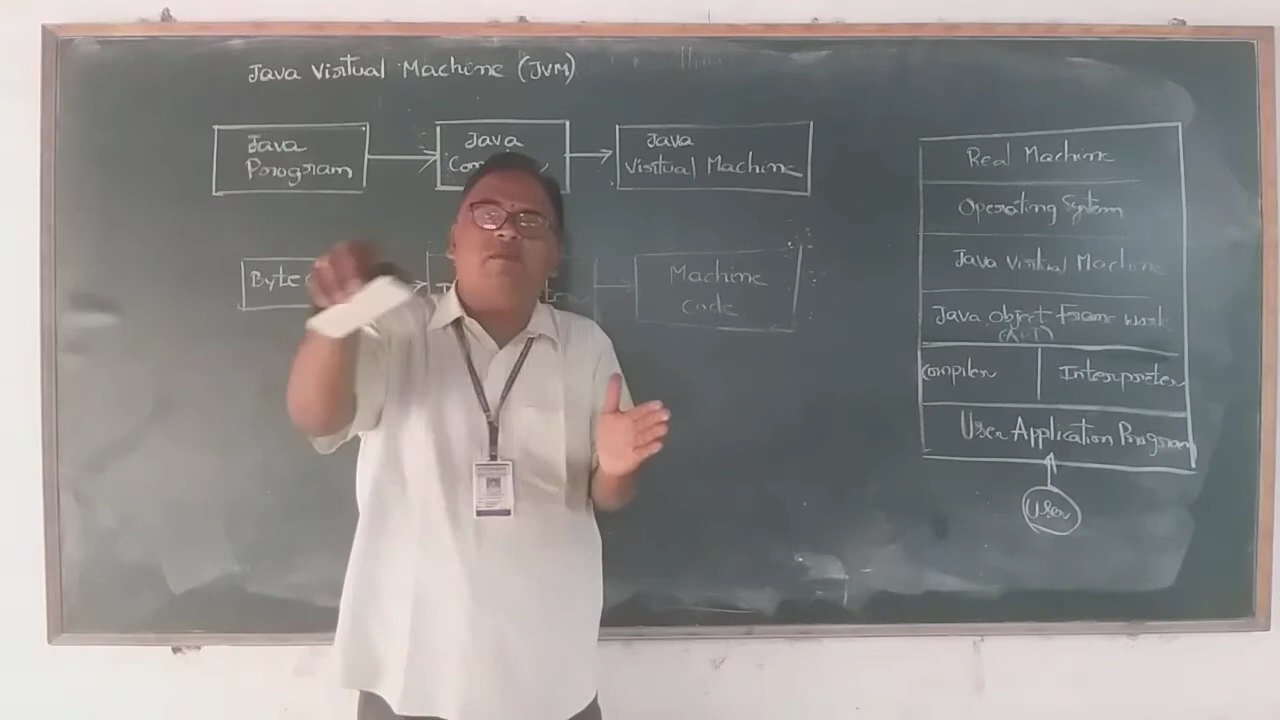 Java Virtual Machine (JVM)
Java
Program
Java
Java
Virtual Machine
Byte
Machine
Code
Real Machine
Operating System
Java Virtual Machine
Java object frame work
(API)
Compiler
Interpreter
User Application Program
User